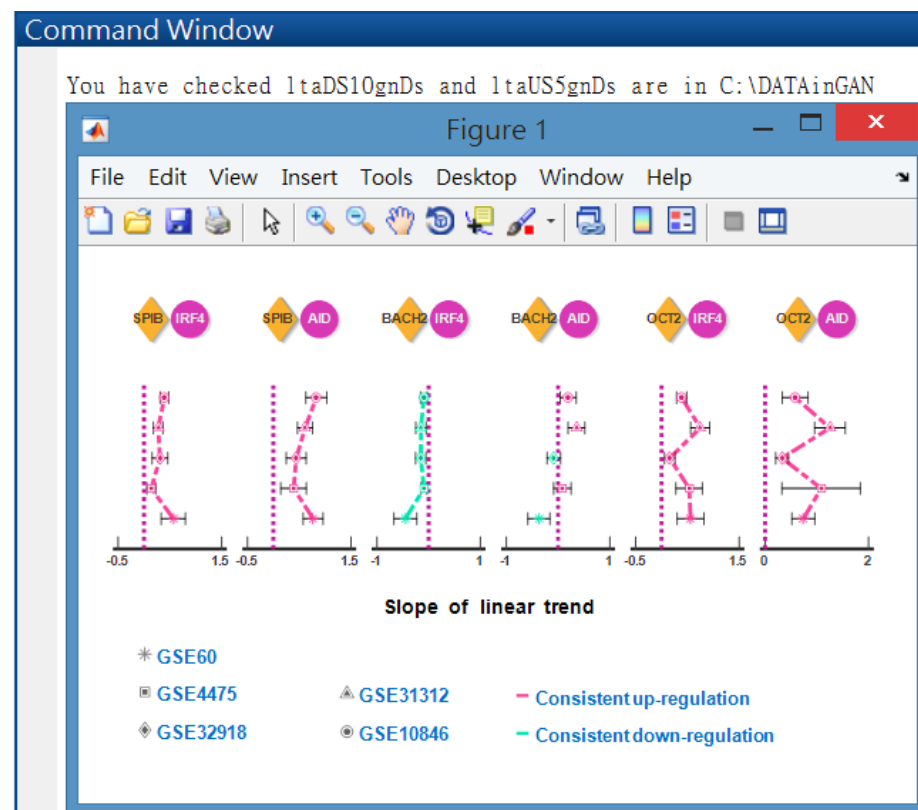 Command Window
You have checked ltaDS10gnDs and ltaUS5gnDs are in C:\DATAinGAN
Figure 1
File Edit View Insert Tools Desktop Window Help
SPIB IRF4 SPIB AID BACH2 IRF4 BACH2 AID OCT2 IRF4 OCT2 AID
-0.5 1.5 -0.5 1.5 -1 1 -1 1 -0.5 1.5 0 2
Slope of linear trend
GSE60
GSE4475 GSE31312 Consistent up-regulation
GSE32918 GSE10846 Consistent down-regulation